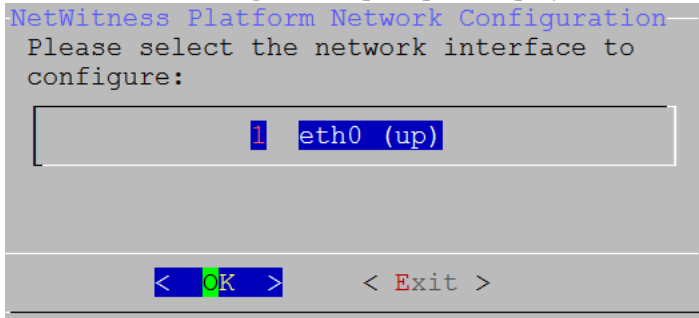 NetWitness Platform Network Configuration
Please select the network interface to
configure:
1 eth0 (up)
< OK > < Exit >